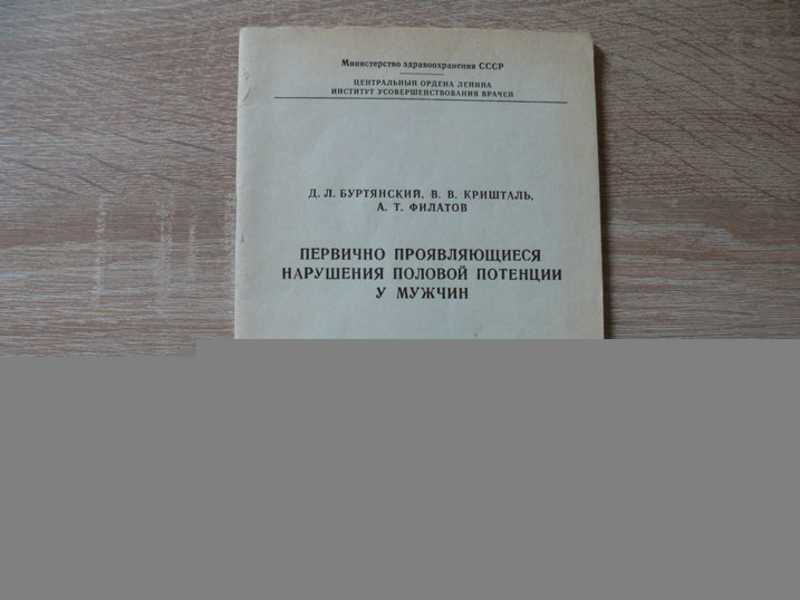 Министерство здравоохранения СССР
ЦЕНТРАЛЬНЫЙ ОРДЕНА ЛЕНИНА
ИНСТИТУТ УСОВЕРШЕНСТВОВАНИЯ ВРАЧЕЙ
Д. Л. БУРТЯНСКИЙ, В. В. КРИШТАЛЬ,
А. Т. ФИЛАТОВ
ПЕРВИЧНО ПРОЯВЛЯЮЩИЕСЯ
НАРУШЕНИЯ ПОЛОВОЙ ПОТЕНЦИИ
У МУЖЧИН